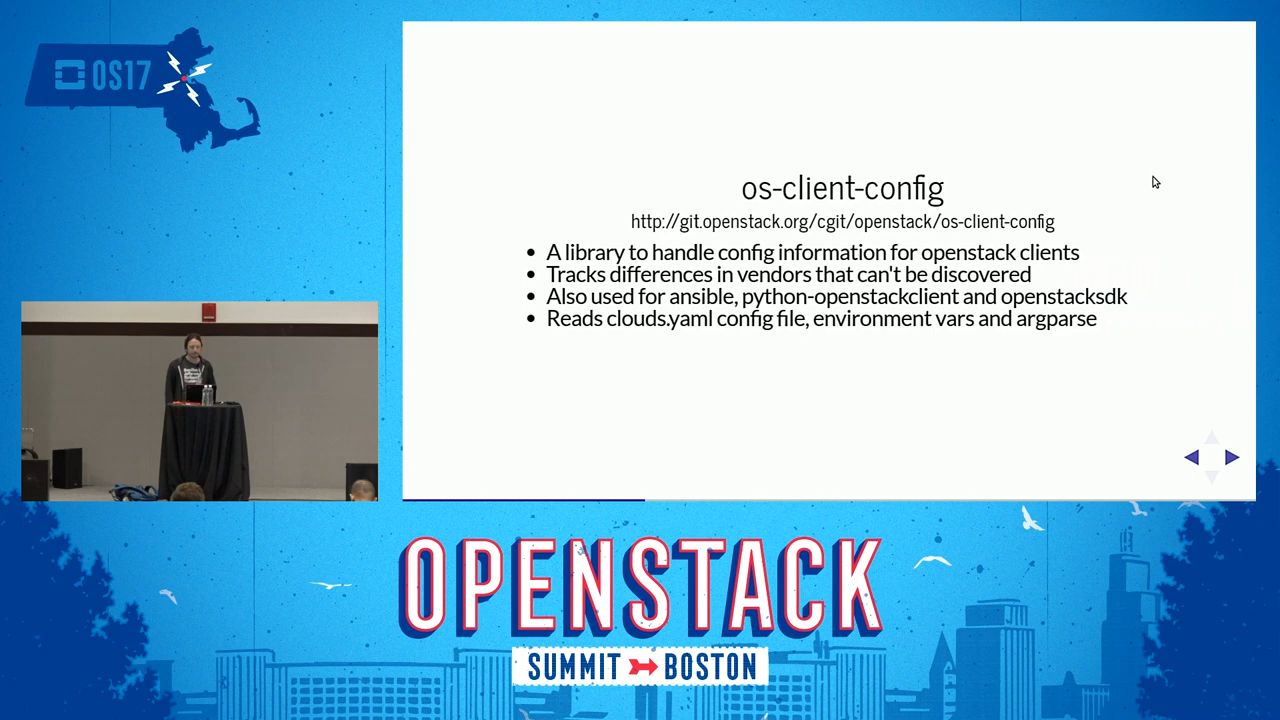 OS17
os-client-config
http://git.openstack.org/cgit/openstack/os-client-config
• A library to handle config information for openstack clients
• Tracks differences in vendors that can't be discovered
• Also used for ansible, python-openstackclient and openstacksdk
• Reads clouds.yaml config file, environment vars and argparse
OPENSTACK
SUMMIT BOSTON